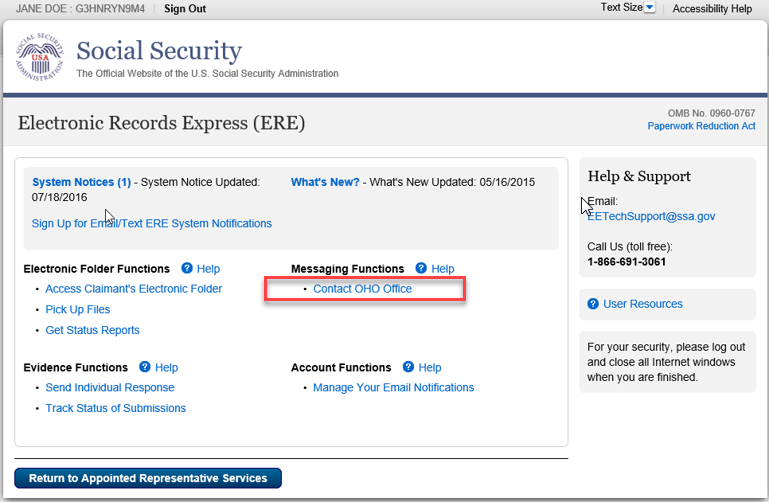 JANE DOE : G3HNRYN9M4 | Sign Out
Text Size | Accessibility Help
SOCIAL SECURITY
USA
ADMINISTRATION
Social Security
The Official Website of the U.S. Social Security Administration
Electronic Records Express (ERE)
OMB No. 0960-0767
Paperwork Reduction Act
System Notices (1) - System Notice Updated:
07/18/2016
Sign Up for Email/Text ERE System Notifications
What's New? - What's New Updated: 05/16/2015
Electronic Folder Functions ? Help
• Access Claimant's Electronic Folder
• Pick Up Files
• Get Status Reports
Messaging Functions ? Help
• Contact OHO Office
Evidence Functions ? Help
• Send Individual Response
• Track Status of Submissions
Account Functions ? Help
• Manage Your Email Notifications
Return to Appointed Representative Services
Help & Support
Email:
EETechSupport@ssa.gov
Call Us (toll free):
1-866-691-3061
? User Resources
For your security, please log out
and close all Internet windows
when you are finished.